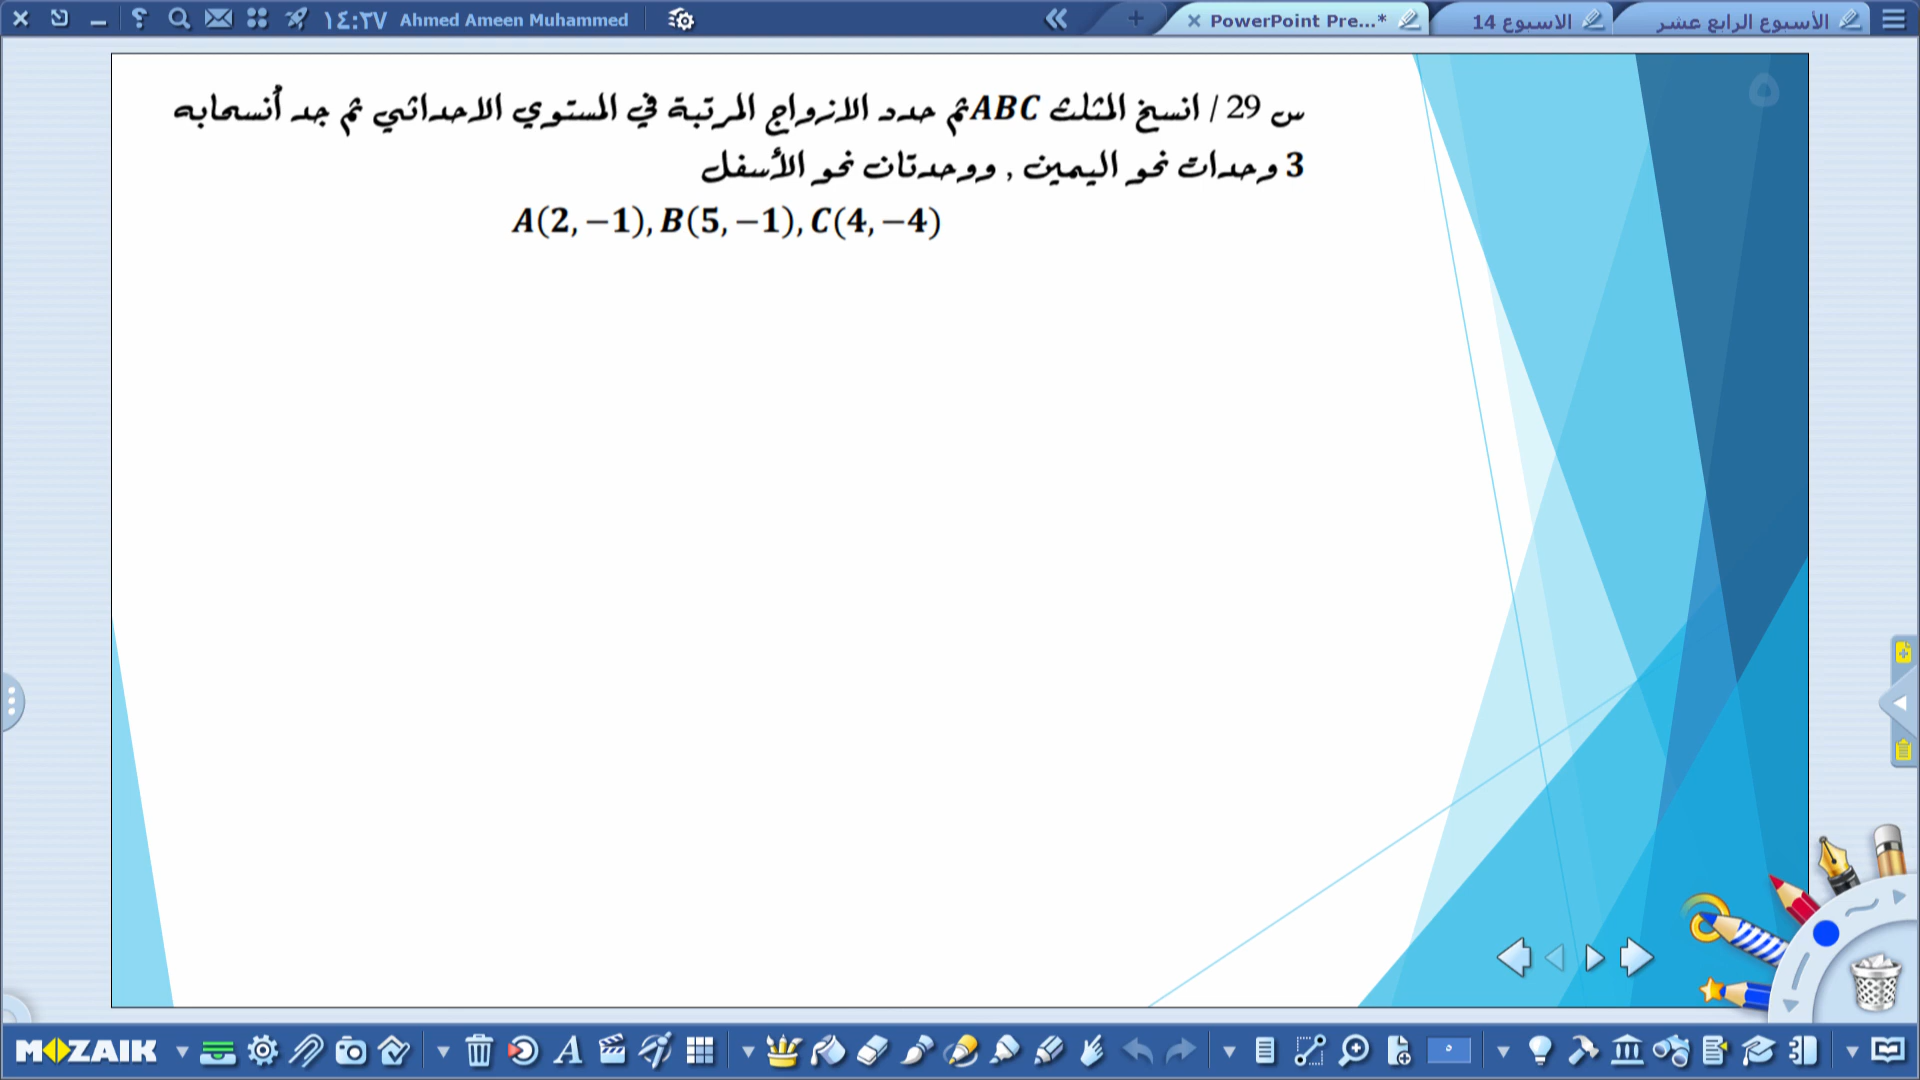 ١٤:٣٧ Ahmed Ameen Muhammed
PowerPoint Pre...*
الاسبوع 14
الأسبوع الرابع عشر
٥
س 29 / انسخ المثلث ABC ثم حدد الازواج المرتبة في المستوي الاحداثي ثم جد أنسحابه
3 وحدات نحو اليمين , ووحدتان نحو الأسفل
A(2,−1), B(5,−1), C(4,−4)
MOZAIK